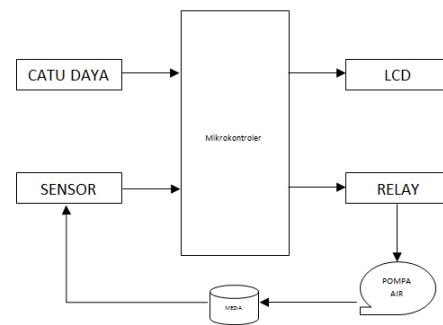 CATU DAYA
LCD
Mikrokontroler
SENSOR
RELAY
POMPA
AIR
MEDIA